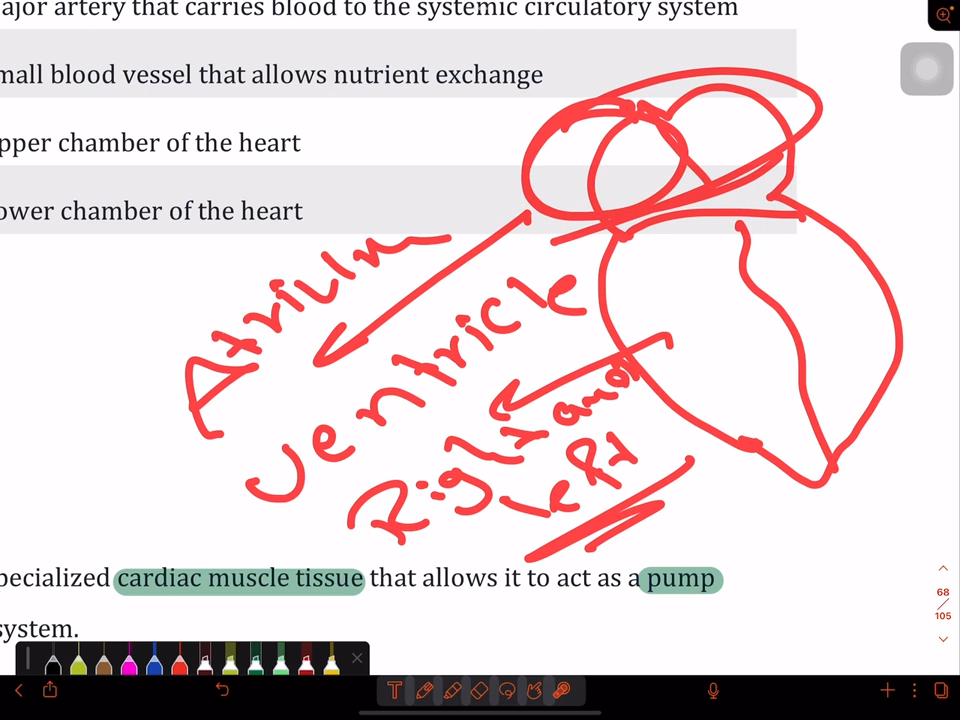 ajor artery that carries blood to the systemic circulatory system
mall blood vessel that allows nutrient exchange
pper chamber of the heart
ower chamber of the heart
Atrium
Ventricle
Right and
left
pecialized cardiac muscle tissue that allows it to act as a pump
ystem.
68
105
T